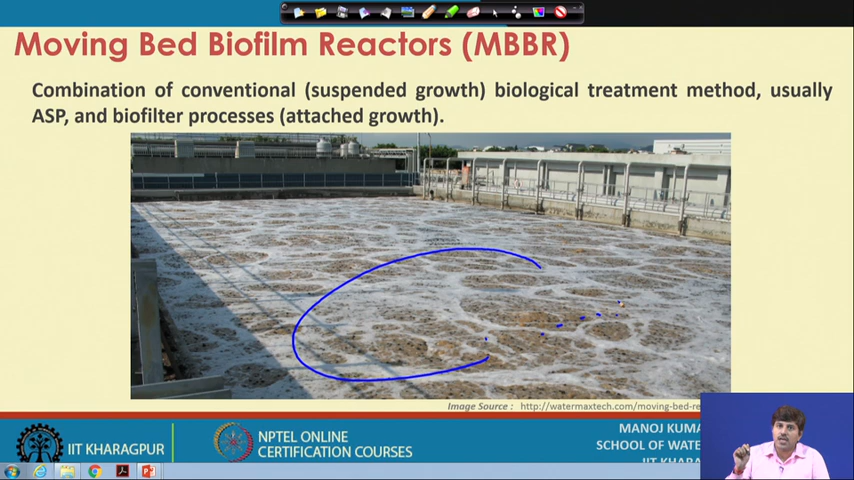 Moving Bed Biofilm Reactors (MBBR)
Combination of conventional (suspended growth) biological treatment method, usually
ASP, and biofilter processes (attached growth).
Image Source : http://watermaxtech.com/moving-bed-re
IIT KHARAGPUR
NPTEL ONLINE
CERTIFICATION COURSES
MANOJ KUMA
SCHOOL OF WATE
IIT KHARA